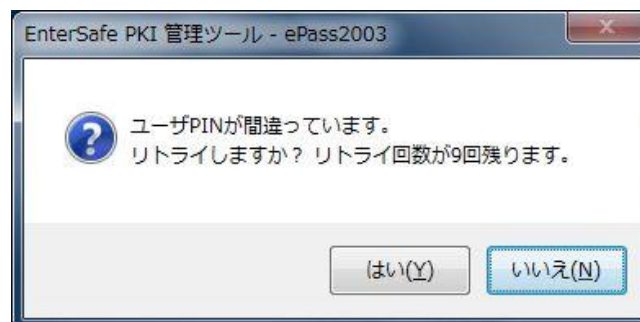 EnterSafe PKI 管理ツール - ePass2003
ユーザPINが間違っています。
リトライしますか？ リトライ回数が9回残ります。
はい(Y)
いいえ(N)